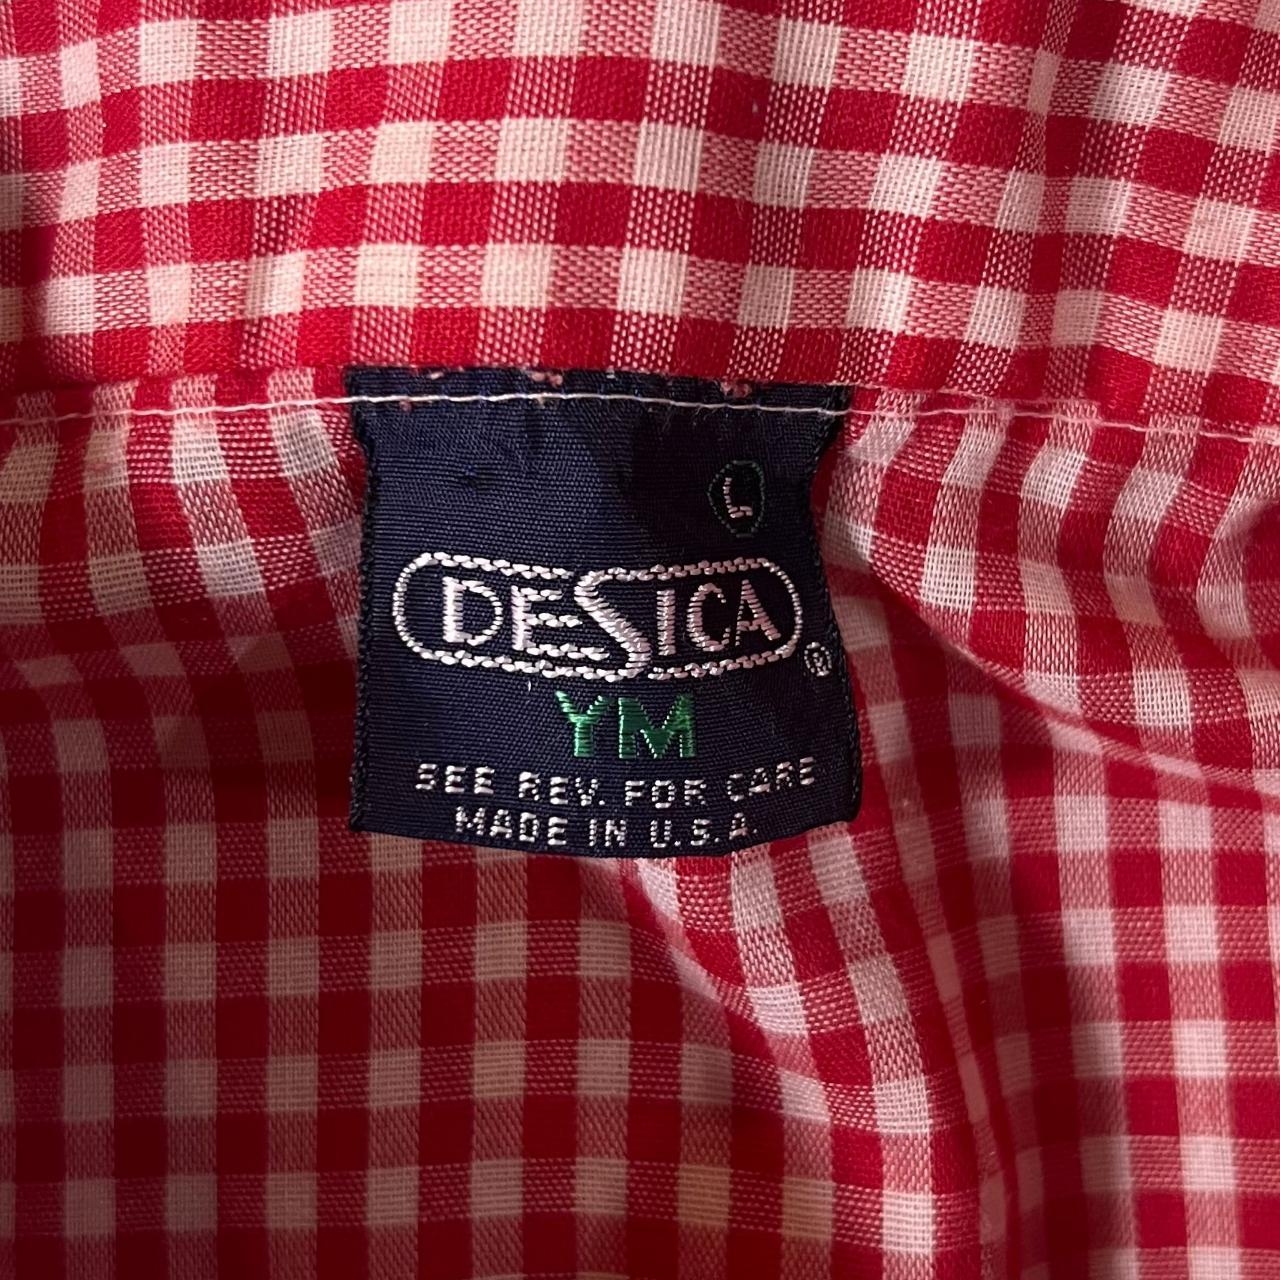 L
DESICA®
YM
SEE REV. FOR CARE
MADE IN U.S.A.